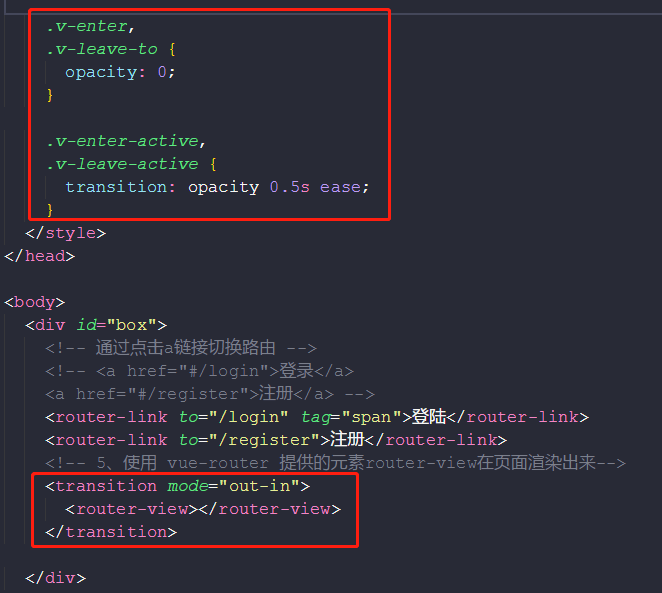 .v-enter,
.v-leave-to {
opacity: 0;
}
.v-enter-active,
.v-leave-active {
transition: opacity 0.5s ease;
}
</style>
</head>
<body>
<div id="box">
<!-- 通过点击a链接切换路由 -->
<!-- <a href="#/login">登录</a>
<a href="#/register">注册</a> -->
<router-link to="/login" tag="span">登陆</router-link>
<router-link to="/register">注册</router-link>
<!-- 5、使用 vue-router 提供的元素router-view在页面渲染出来-->
<transition mode="out-in">
<router-view></router-view>
</transition>
</div>